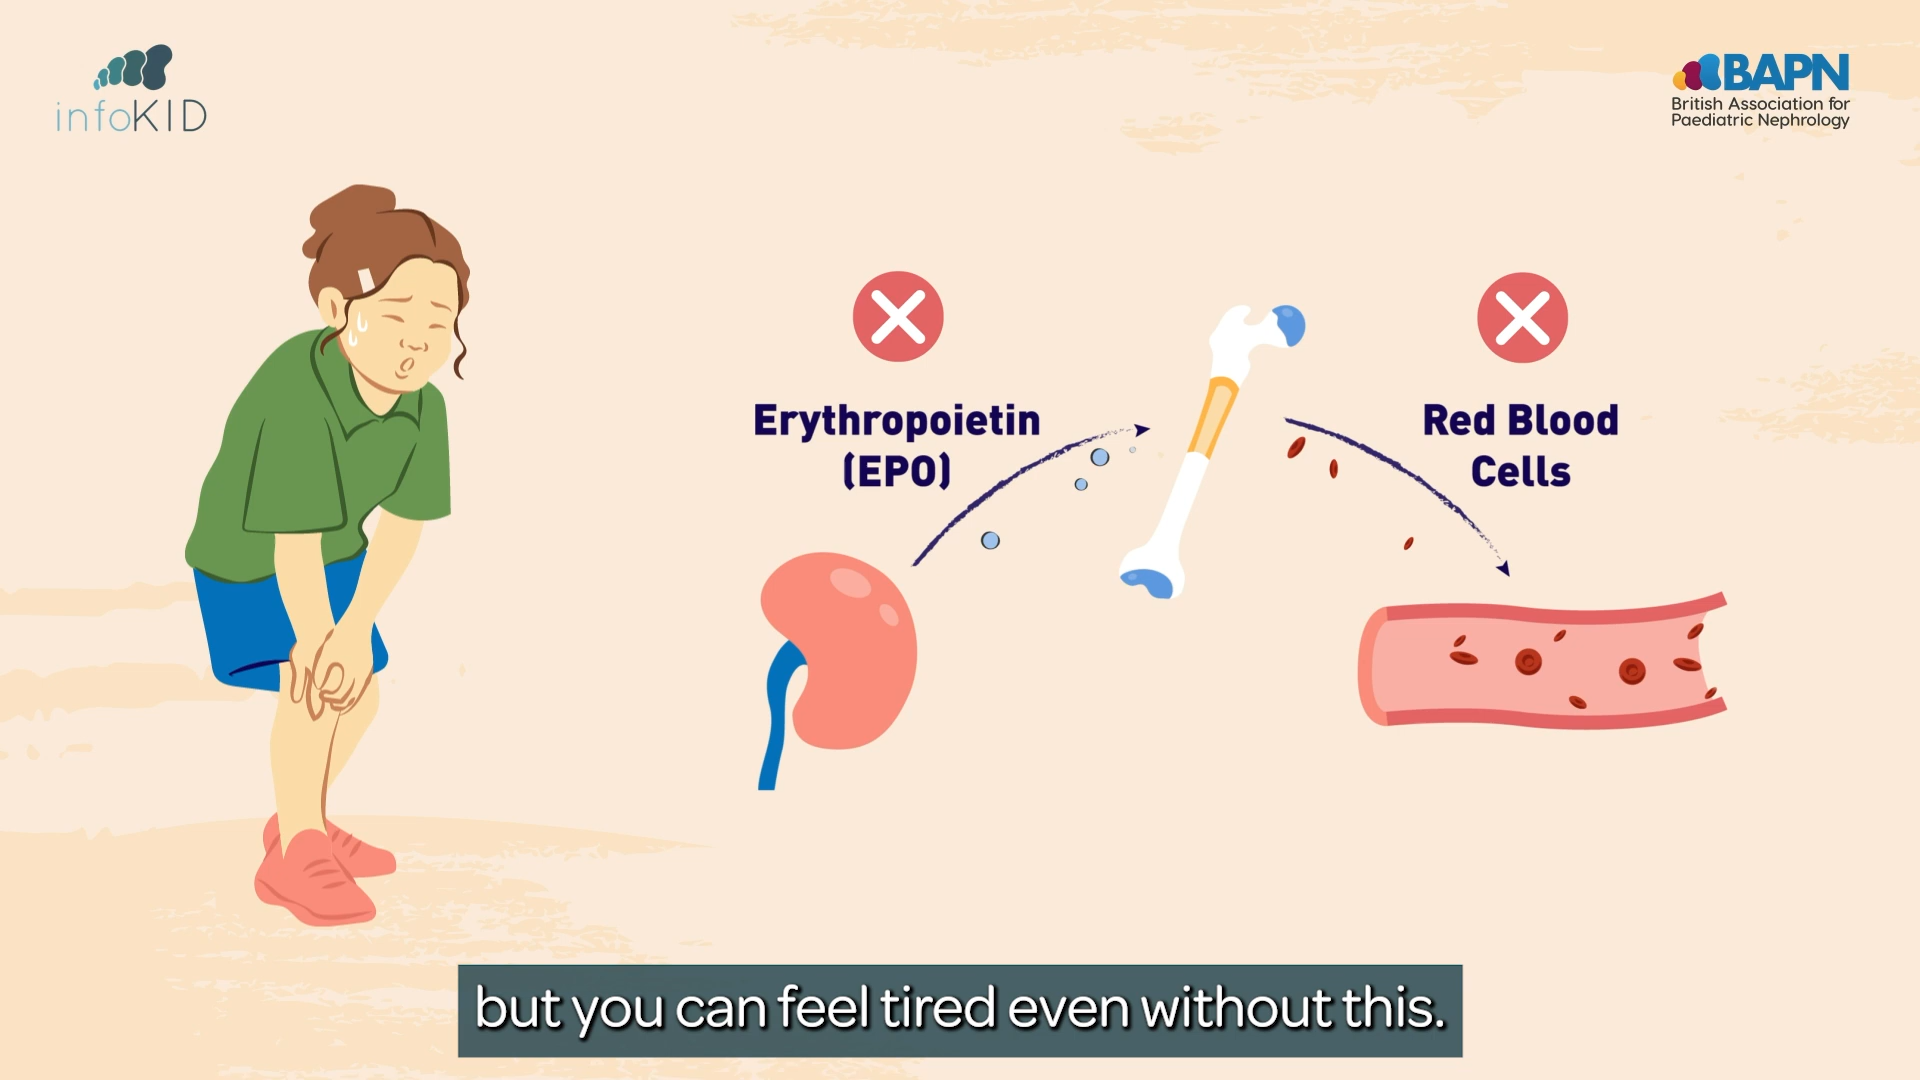 infoKID
BAPN
British Association for
Paediatric Nephrology
Erythropoietin
(EPO)
Red Blood
Cells
but you can feel tired even without this.